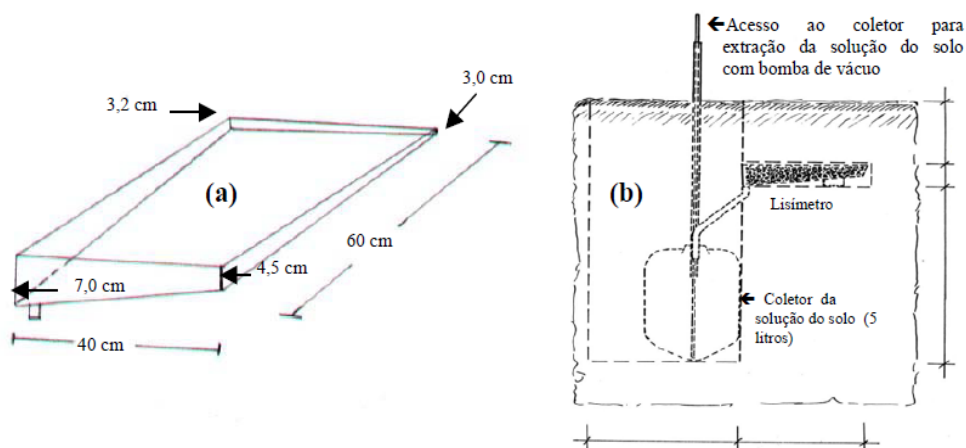 3,2 cm
3,0 cm
(a)
60 cm
4,5 cm
7,0 cm
40 cm
🡸Acesso ao coletor para
extração da solução do solo
com bomba de vácuo
(b)
Lisímetro
🡸 Coletor da
solução do solo (5
litros)